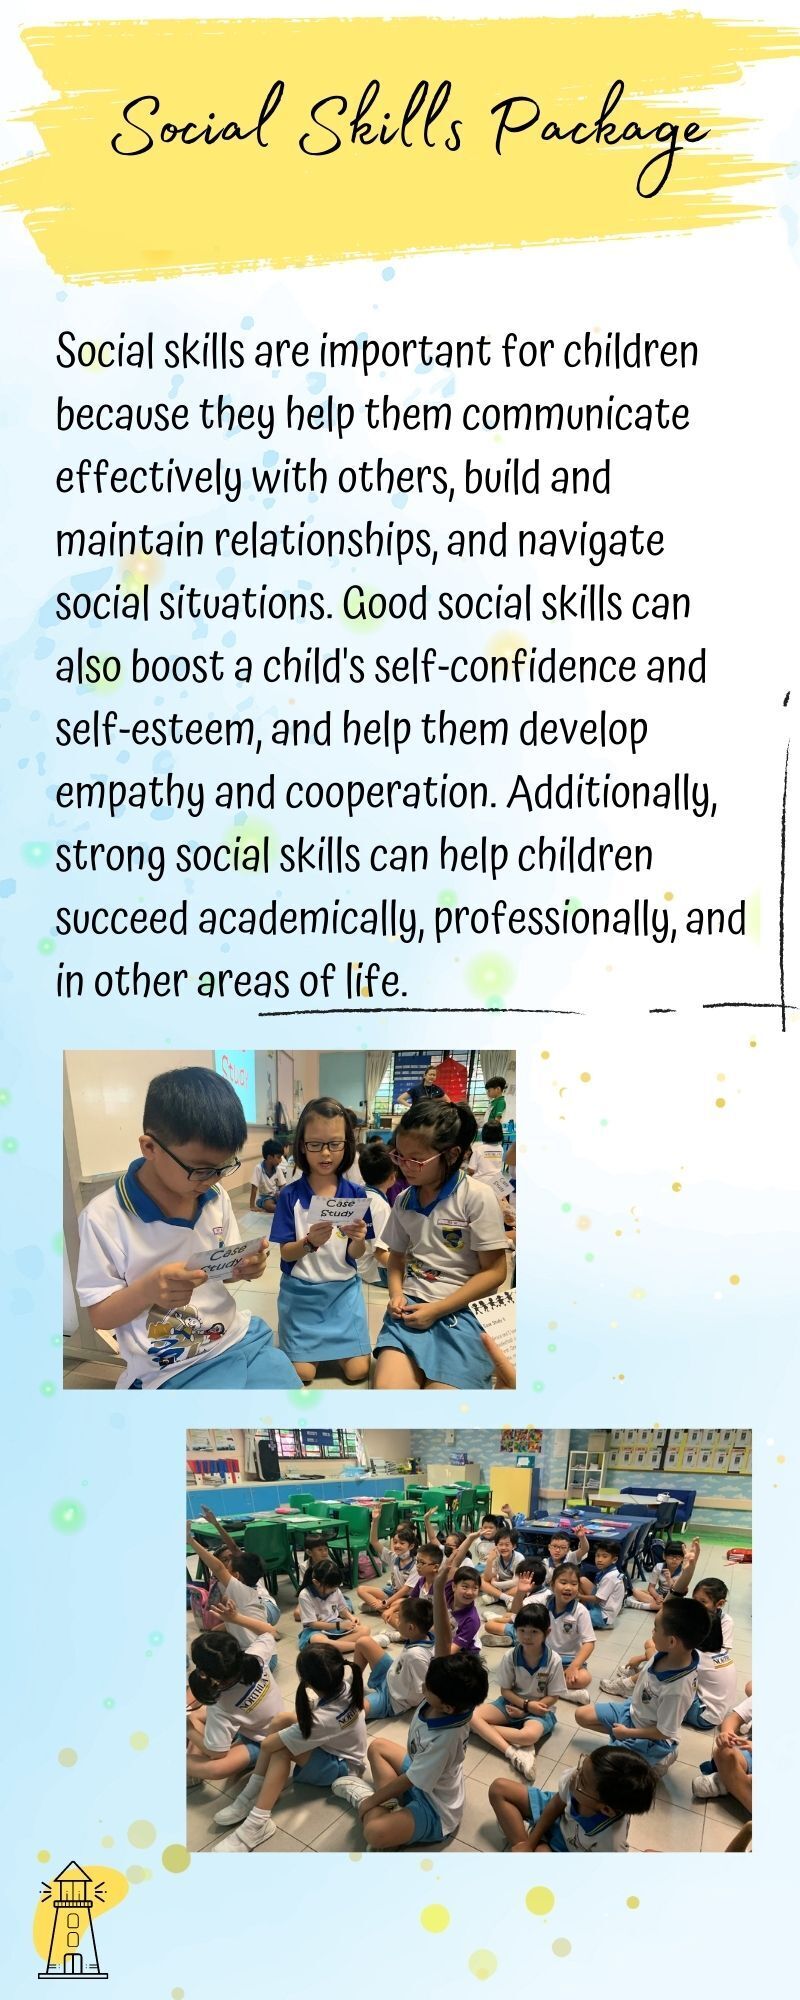 Social Skills Package
Social skills are important for children
because they help them communicate
effectively with others, build and
maintain relationships, and navigate
social situations. Good social skills can
also boost a child's self-confidence and
self-esteem, and help them develop
empathy and cooperation. Additionally,
strong social skills can help children
succeed academically, professionally, and
in other areas of life.
Case
Study
Case
Study